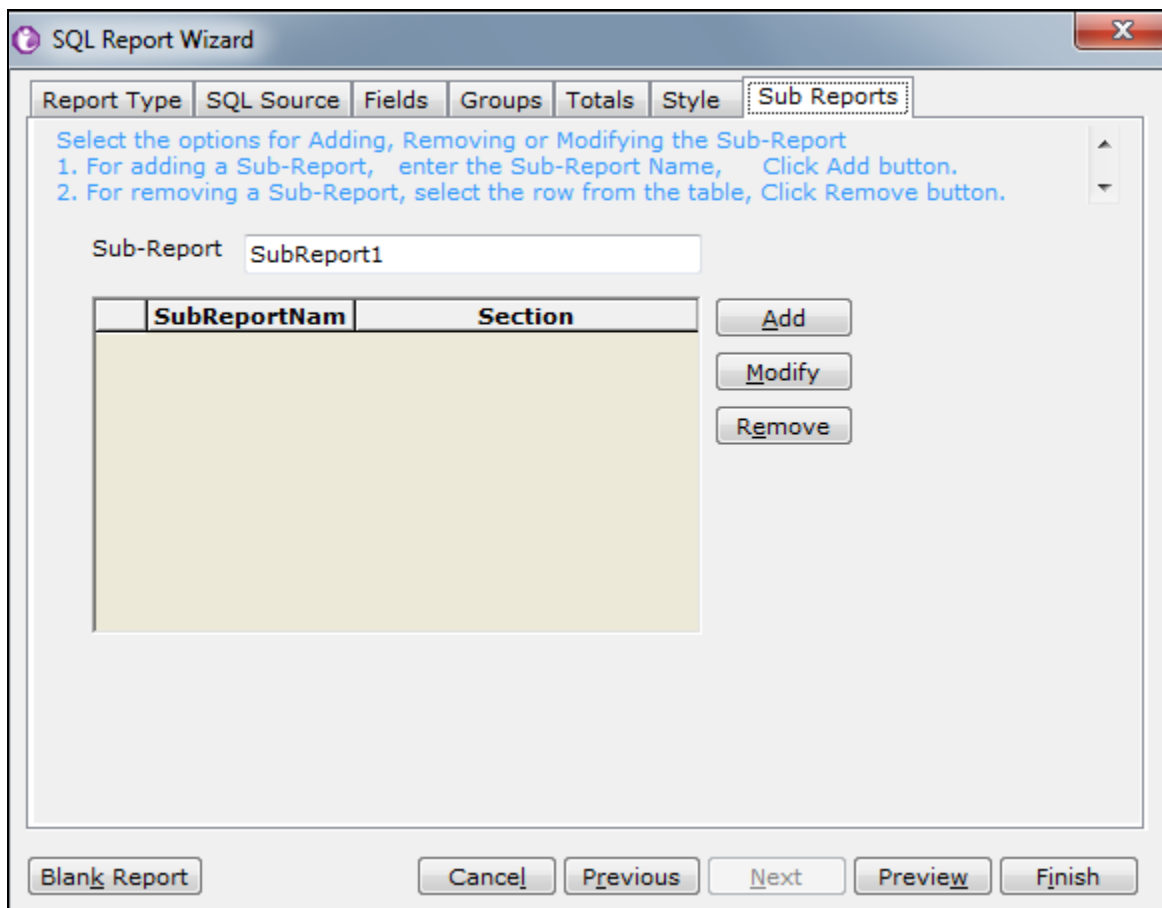 SQL Report Wizard
X
Report Type SQL Source Fields Groups Totals Style Sub Reports
Select the options for Adding, Removing or Modifying the Sub-Report
1. For adding a Sub-Report, enter the Sub-Report Name, Click Add button.
2. For removing a Sub-Report, select the row from the table, Click Remove button.
Sub-Report SubReport1
SubReportNam Section
Add
Modify
Remove
Blank Report Cancel Previous Next Preview Finish